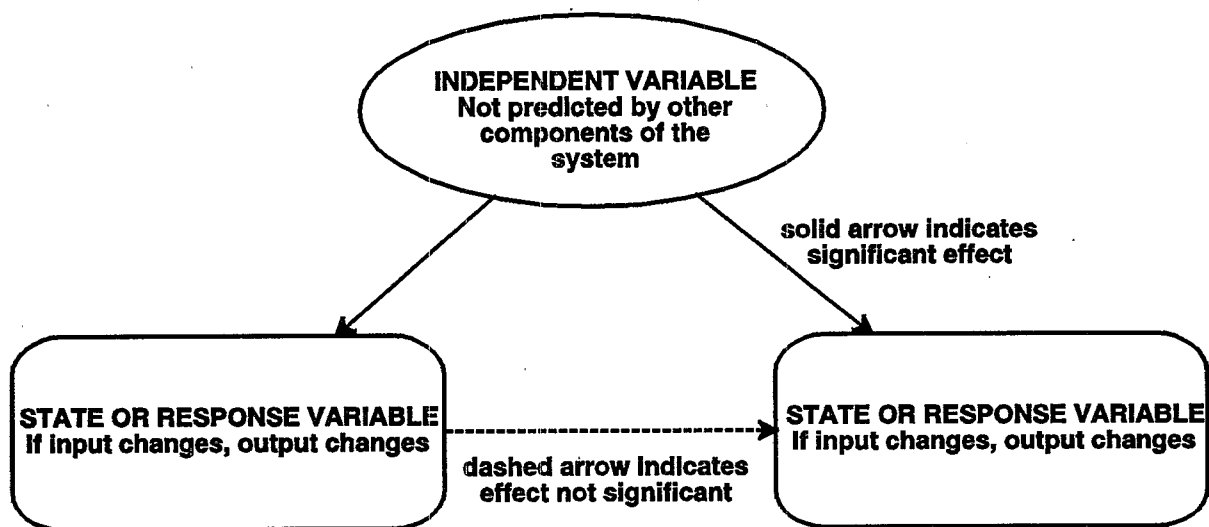 INDEPENDENT VARIABLE
Not predicted by other
components of the
system
solid arrow indicates
significant effect
STATE OR RESPONSE VARIABLE
If input changes, output changes
dashed arrow indicates
effect not significant
STATE OR RESPONSE VARIABLE
If input changes, output changes